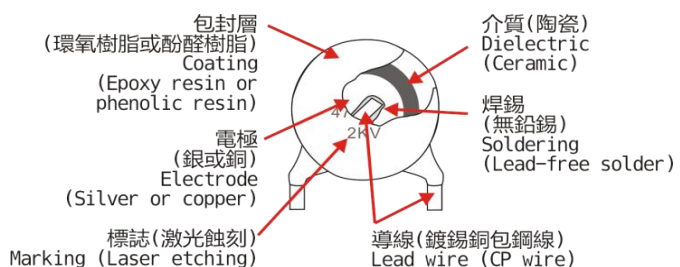 包封層
(環氧樹脂或酚醛樹脂)
Coating
(Epoxy resin or
phenolic resin)
介質(陶瓷)
Dielectric
(Ceramic)
47
2KV
電極
(銀或銅)
Electrode
(Silver or copper)
焊錫
(無鉛錫)
Soldering
(Lead-free solder)
標誌(激光蝕刻)
Marking (Laser etching)
導線(鍍錫銅包鋼線)
Lead wire (CP wire)